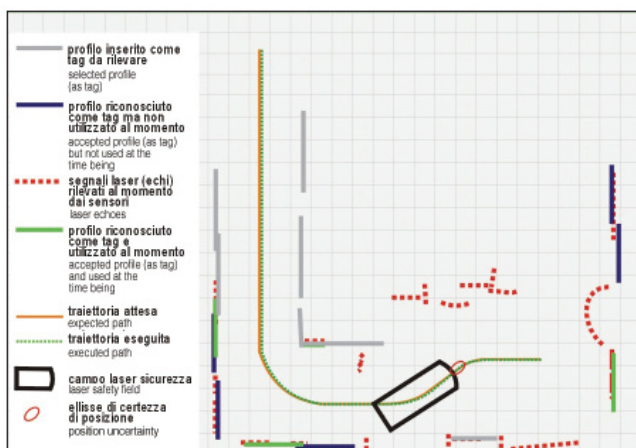 profilo inserito come
tag da rilevare
selected profile
(as tag)
profilo riconosciuto
come tag ma non
utilizzato al momento
accepted profile (as tag)
but not used at the
time being
segnali laser (echi)
rilevati al momento
dai sensori
laser echoes
profilo riconosciuto
come tag e
utilizzato al momento
accepted profile (as tag)
and used at the
time being
traiettoria attesa
expected path
traiettoria eseguita
executed path
campo laser sicurezza
laser safety field
ellisse di certezza
di posizione
position uncertainty